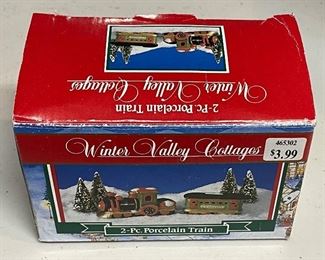 2-Pc. Porcelain Train
Winter Valley Cottages
Winter Valley Cottages
465302
$3.99
2-Pc. Porcelain Train